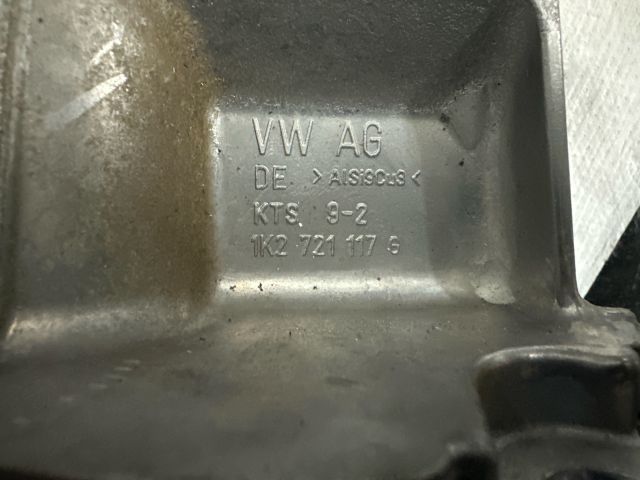 VW AG
DE >AlSi9Cu3<
KTS 9-2
1K2 721 117 G